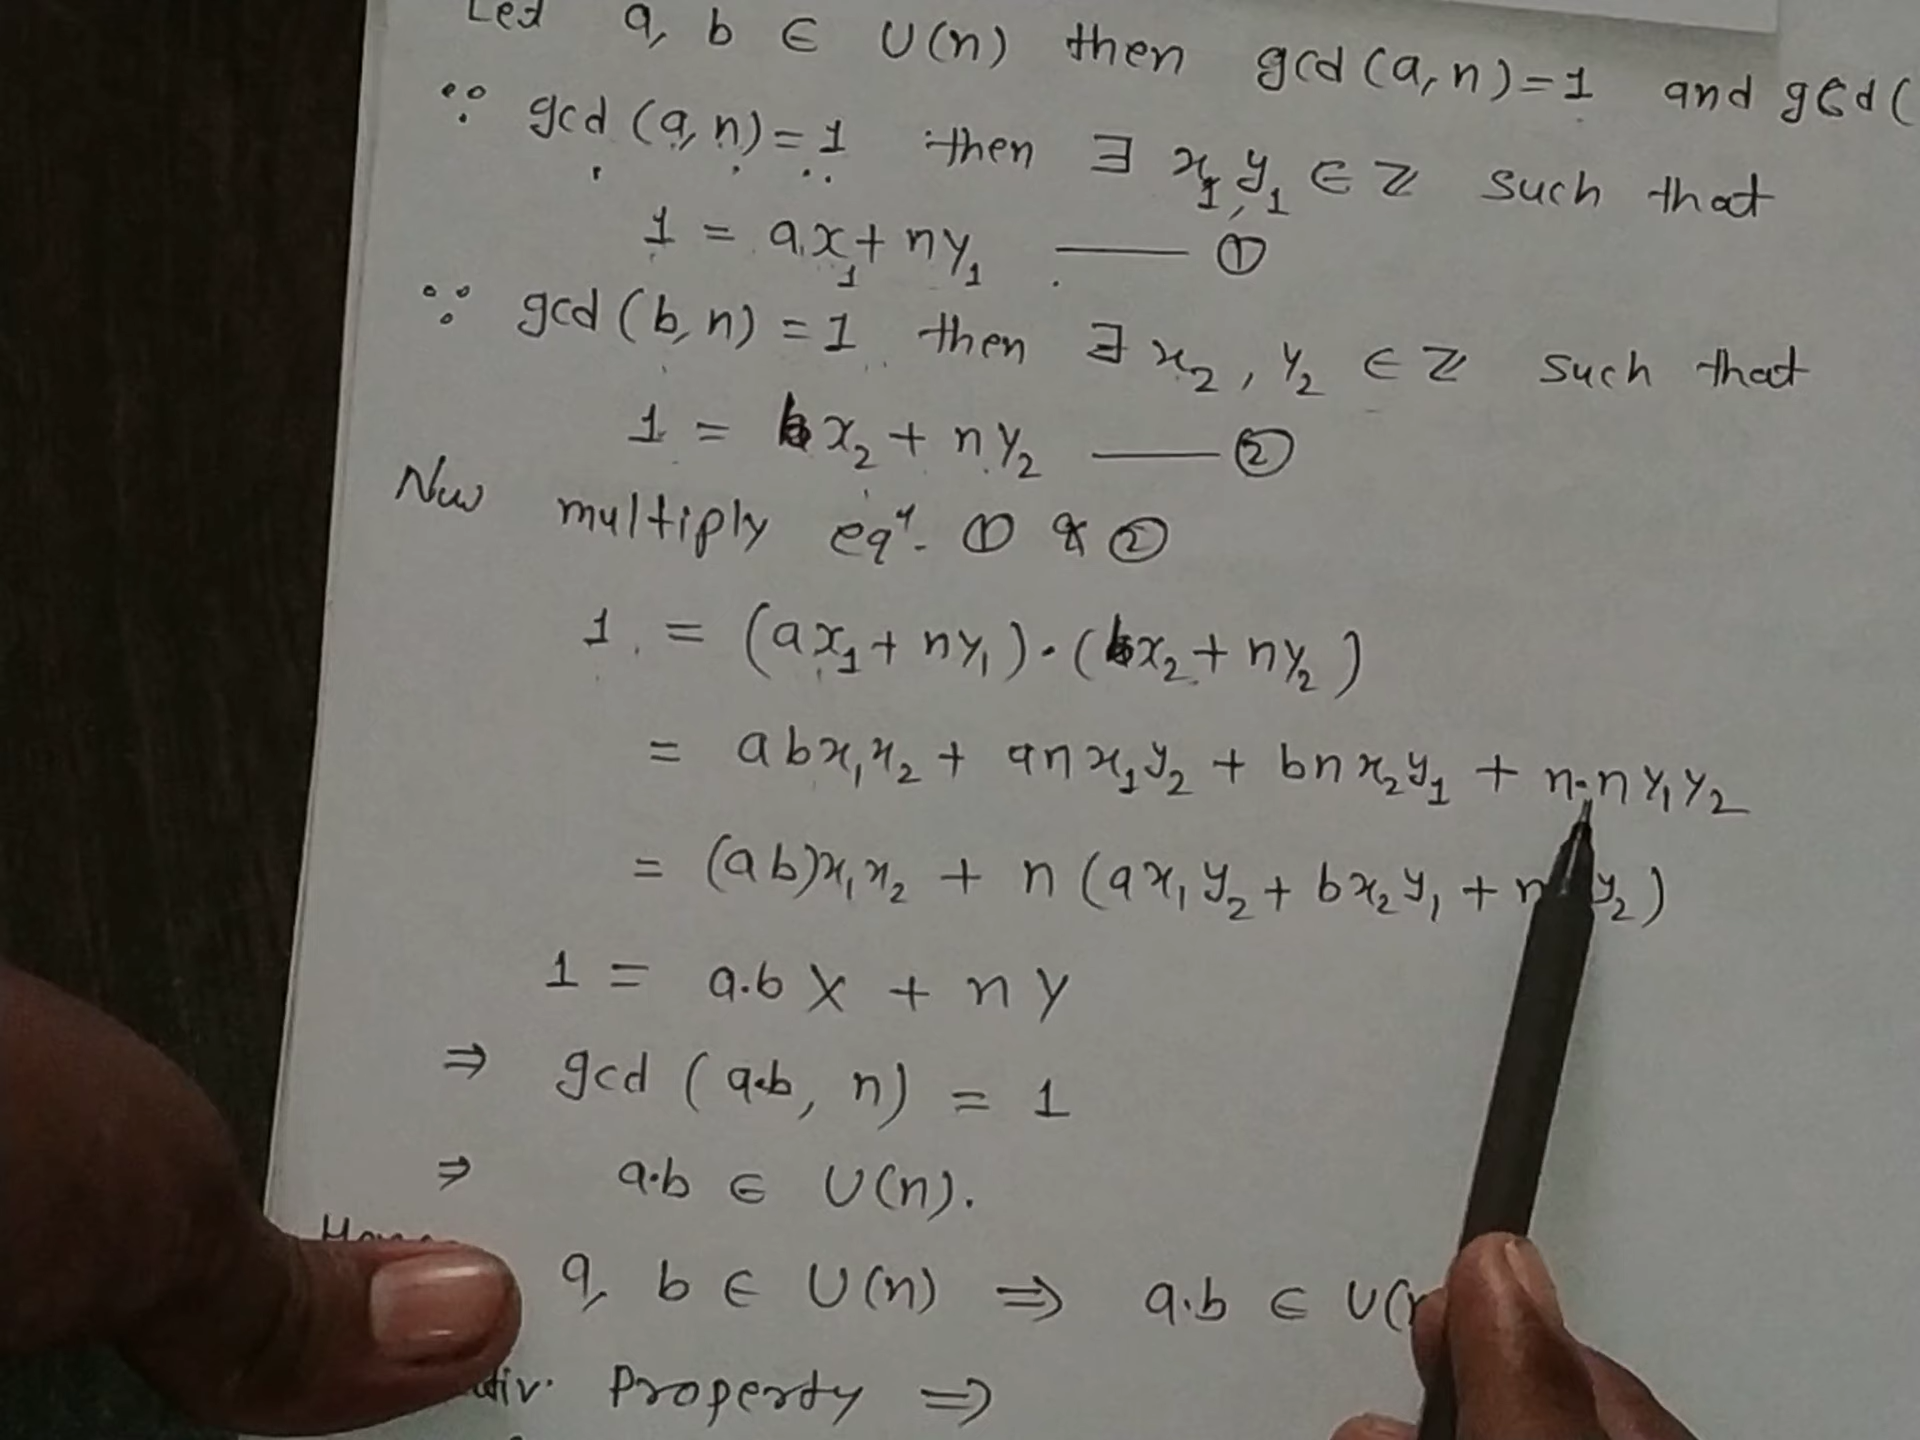 Let a, b ∈ U(n) then gcd(a,n)=1 and gcd(
∵ gcd(a,n)=1 then ∃ x₁, y₁ ∈ ℤ such that
1 = ax₁ + ny₁ —— ①
∵ gcd(b,n)=1 then ∃ x₂, y₂ ∈ ℤ such that
1 = bx₂ + ny₂ —— ②
Now multiply eqⁿ. ① & ②
1 = (ax₁ + ny₁)·(bx₂ + ny₂)
= abx₁x₂ + anx₁y₂ + bnx₂y₁ + n·ny₁y₂
= (ab)x₁x₂ + n(ax₁y₂ + bx₂y₁ + n y₂)
1 = a·b X + n Y
⇒ gcd(a·b, n) = 1
⇒ a·b ∈ U(n).
a, b ∈ U(n) ⇒ a·b ∈ U(n
Property ⇒